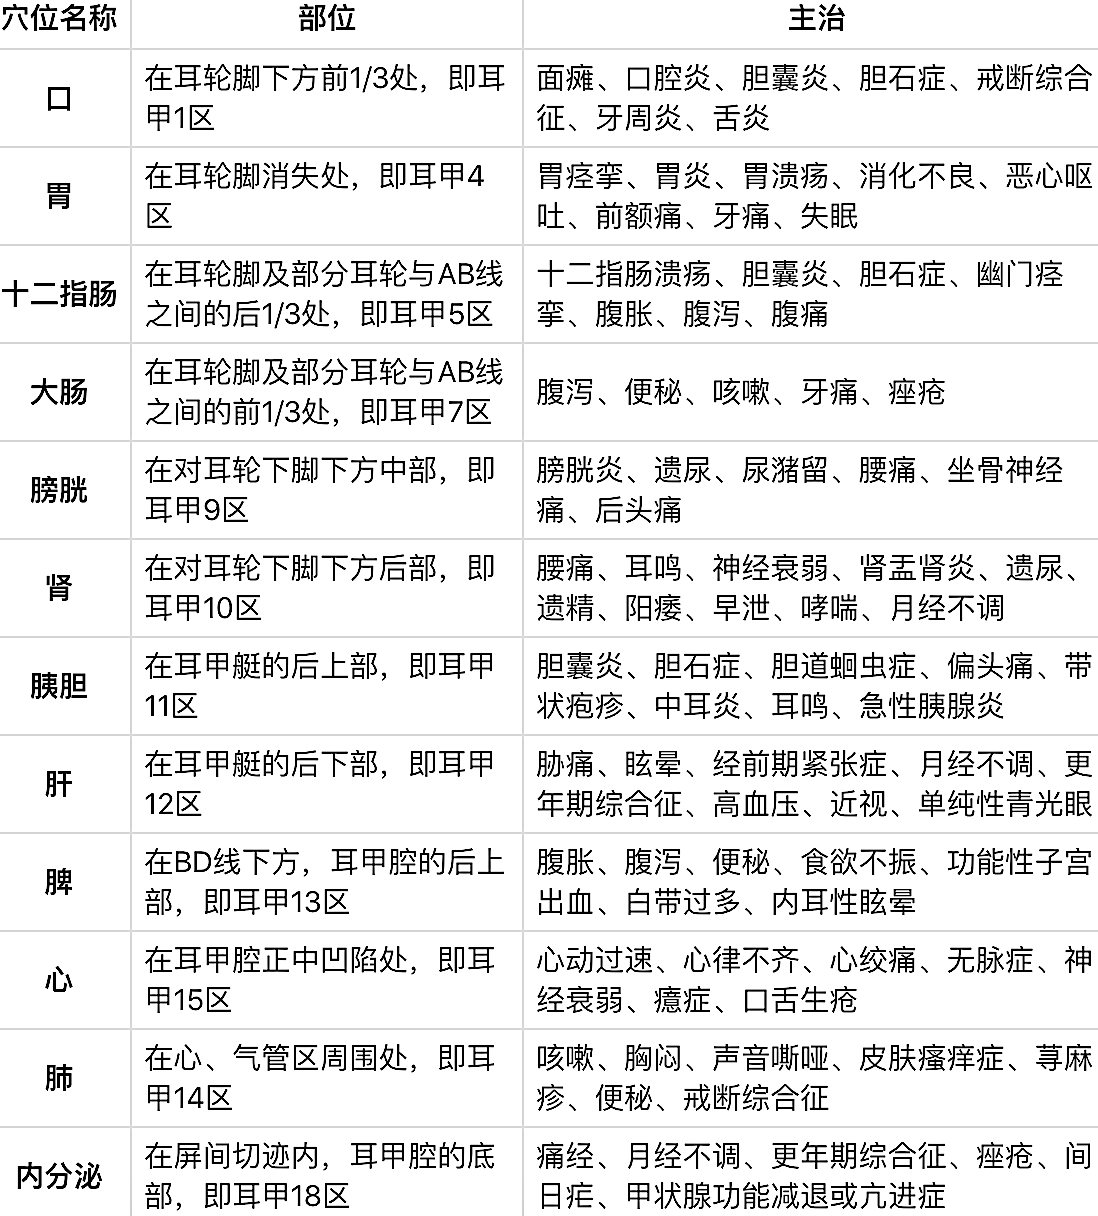 穴位名称 部位 主治
口
在耳轮脚下方前1/3处，即耳
甲1区
面瘫、口腔炎、胆囊炎、胆石症、戒断综合
征、牙周炎、舌炎
胃
在耳轮脚消失处，即耳甲4
区
胃痉挛、胃炎、胃溃疡、消化不良、恶心呕
吐、前额痛、牙痛、失眠
十二指肠
在耳轮脚及部分耳轮与AB线
之间的后1/3处，即耳甲5区
十二指肠溃疡、胆囊炎、胆石症、幽门痉
挛、腹胀、腹泻、腹痛
大肠
在耳轮脚及部分耳轮与AB线
之间的前1/3处，即耳甲7区
腹泻、便秘、咳嗽、牙痛、痤疮
膀胱
在对耳轮下脚下方中部，即
耳甲9区
膀胱炎、遗尿、尿潴留、腰痛、坐骨神经
痛、后头痛
肾
在对耳轮下脚下方后部，即
耳甲10区
腰痛、耳鸣、神经衰弱、肾盂肾炎、遗尿、
遗精、阳痿、早泄、哮喘、月经不调
胰胆
在耳甲艇的后上部，即耳甲
11区
胆囊炎、胆石症、胆道蛔虫症、偏头痛、带
状疱疹、中耳炎、耳鸣、急性胰腺炎
肝
在耳甲艇的后下部，即耳甲
12区
胁痛、眩晕、经前期紧张症、月经不调、更
年期综合征、高血压、近视、单纯性青光眼
脾
在BD线下方，耳甲腔的后上
部，即耳甲13区
腹胀、腹泻、便秘、食欲不振、功能性子宫
出血、白带过多、内耳性眩晕
心
在耳甲腔正中凹陷处，即耳
甲15区
心动过速、心律不齐、心绞痛、无脉症、神
经衰弱、癔症、口舌生疮
肺
在心、气管区周围处，即耳
甲14区
咳嗽、胸闷、声音嘶哑、皮肤瘙痒症、荨麻
疹、便秘、戒断综合征
内分泌
在屏间切迹内，耳甲腔的底
部，即耳甲18区
痛经、月经不调、更年期综合征、痤疮、间
日疟、甲状腺功能减退或亢进症